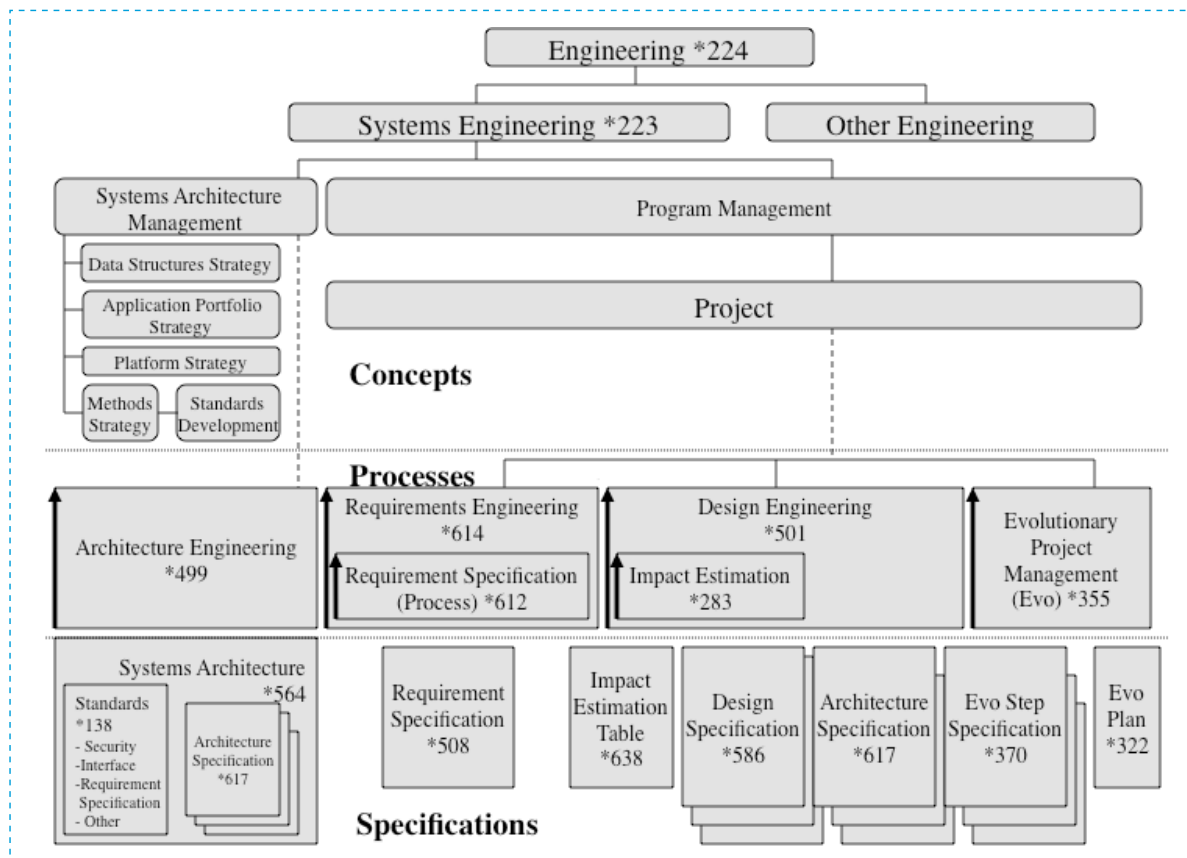 Engineering *224
Systems Engineering *223
Other Engineering
Systems Architecture
Management
Program Management
Data Structures Strategy
Application Portfolio
Strategy
Project
Platform Strategy
Concepts
Methods
Strategy
Standards
Development
Processes
Architecture Engineering
*499
Requirements Engineering
*614
Requirement Specification
(Process) *612
Design Engineering
*501
Impact Estimation
*283
Evolutionary
Project
Management
(Evo) *355
Systems Architecture
*564
Standards
*138
- Security
-Interface
-Requirement
Specification
- Other
Architecture
Specification
*617
Requirement
Specification
*508
Impact
Estimation
Table
*638
Design
Specification
*586
Architecture
Specification
*617
Evo Step
Specification
*370
Evo
Plan
*322
Specifications